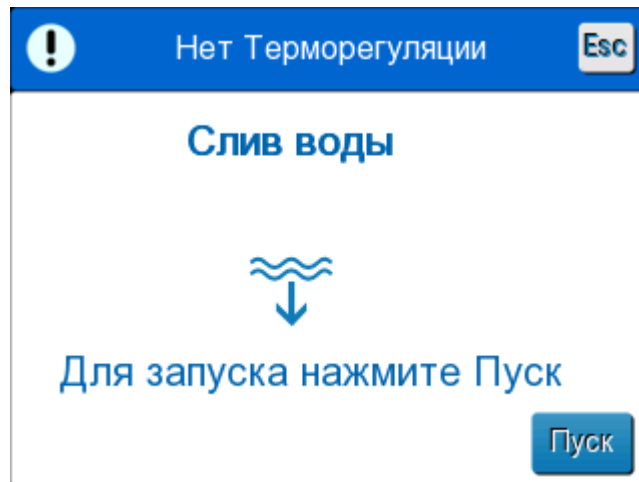 ! Нет Терморегуляции Esc
Слив воды
Для запуска нажмите Пуск
Пуск